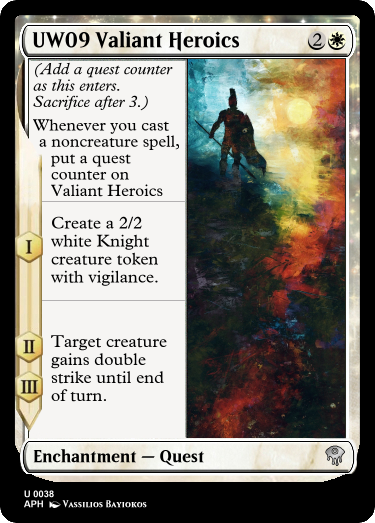 UW09 Valiant Heroics 2
(Add a quest counter
as this enters.
Sacrifice after 3.)
Whenever you cast
a noncreature spell,
put a quest
counter on
Valiant Heroics
I
Create a 2/2
white Knight
creature token
with vigilance.
II
III
Target creature
gains double
strike until end
of turn.
Enchantment — Quest
U 0038
APH Vassilios Bayiokos